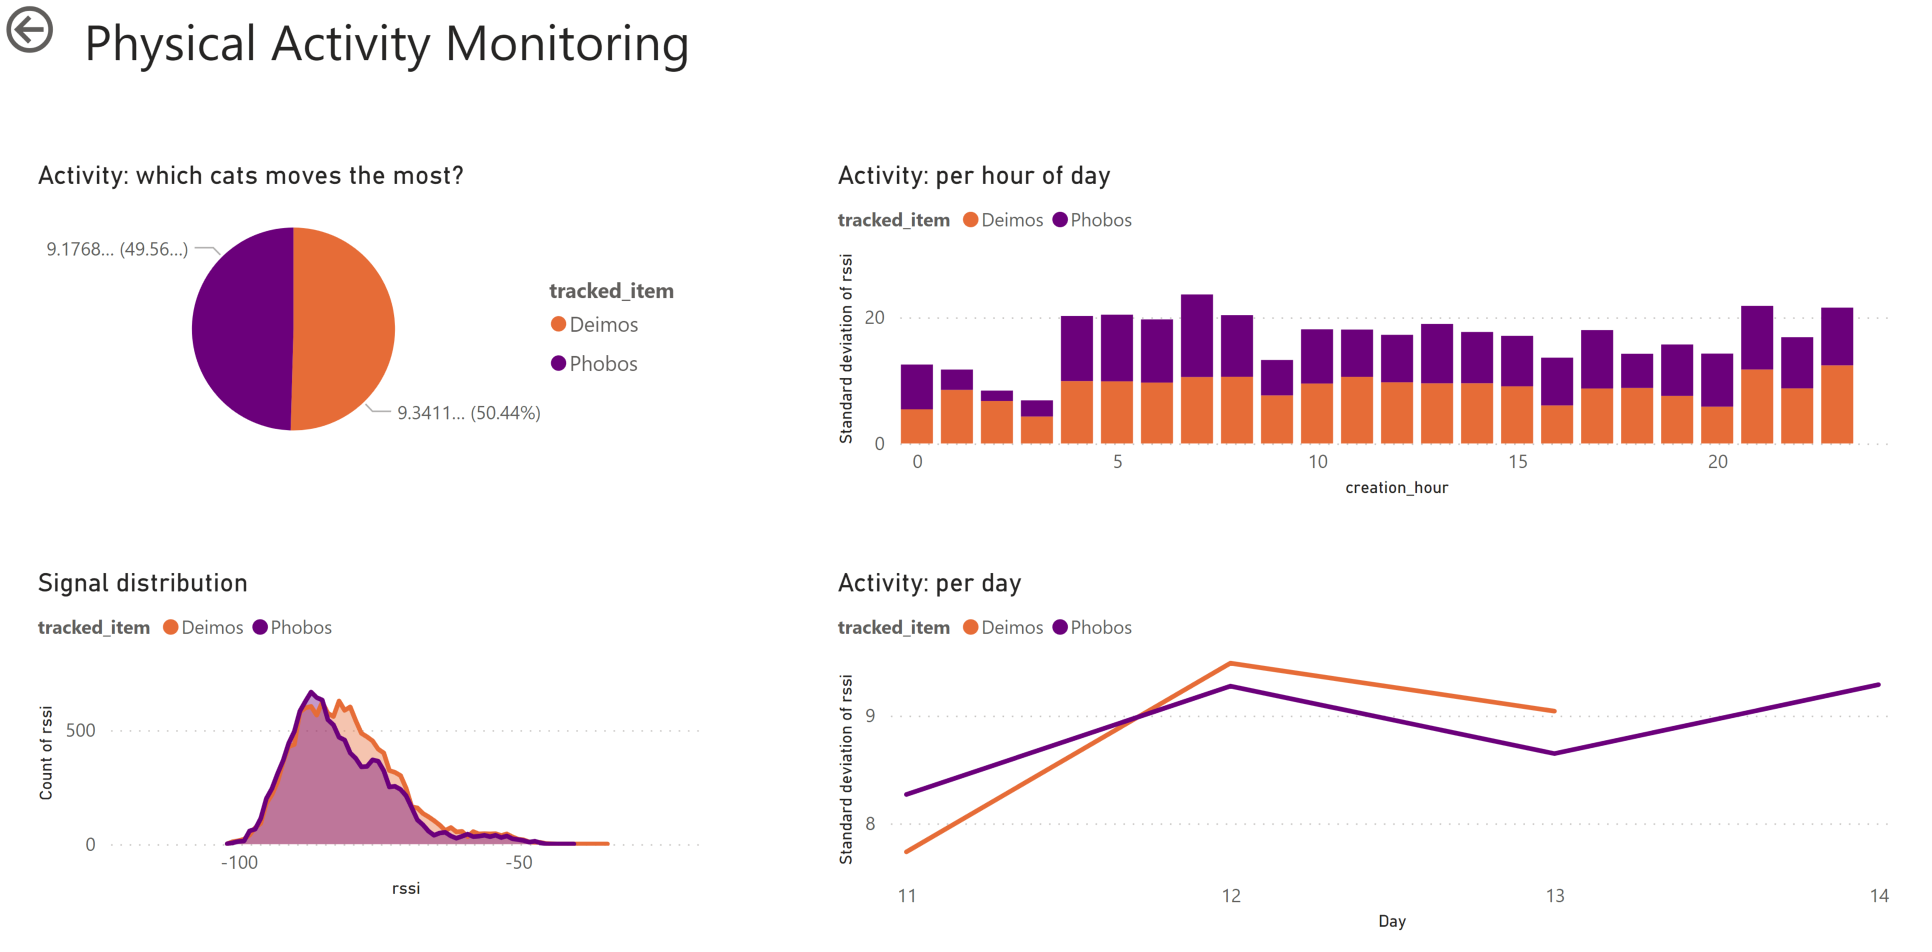 Physical Activity Monitoring
Activity: which cats moves the most?
9.1768... (49.56...)
9.3411... (50.44%)
tracked_item
Deimos
Phobos
Activity: per hour of day
tracked_item Deimos Phobos
Standard deviation of rssi
20
0
0 5 10 15 20
creation_hour
Signal distribution
tracked_item Deimos Phobos
Count of rssi
500
0
-100 -50
rssi
Activity: per day
tracked_item Deimos Phobos
Standard deviation of rssi
9
8
11 12 13 14
Day